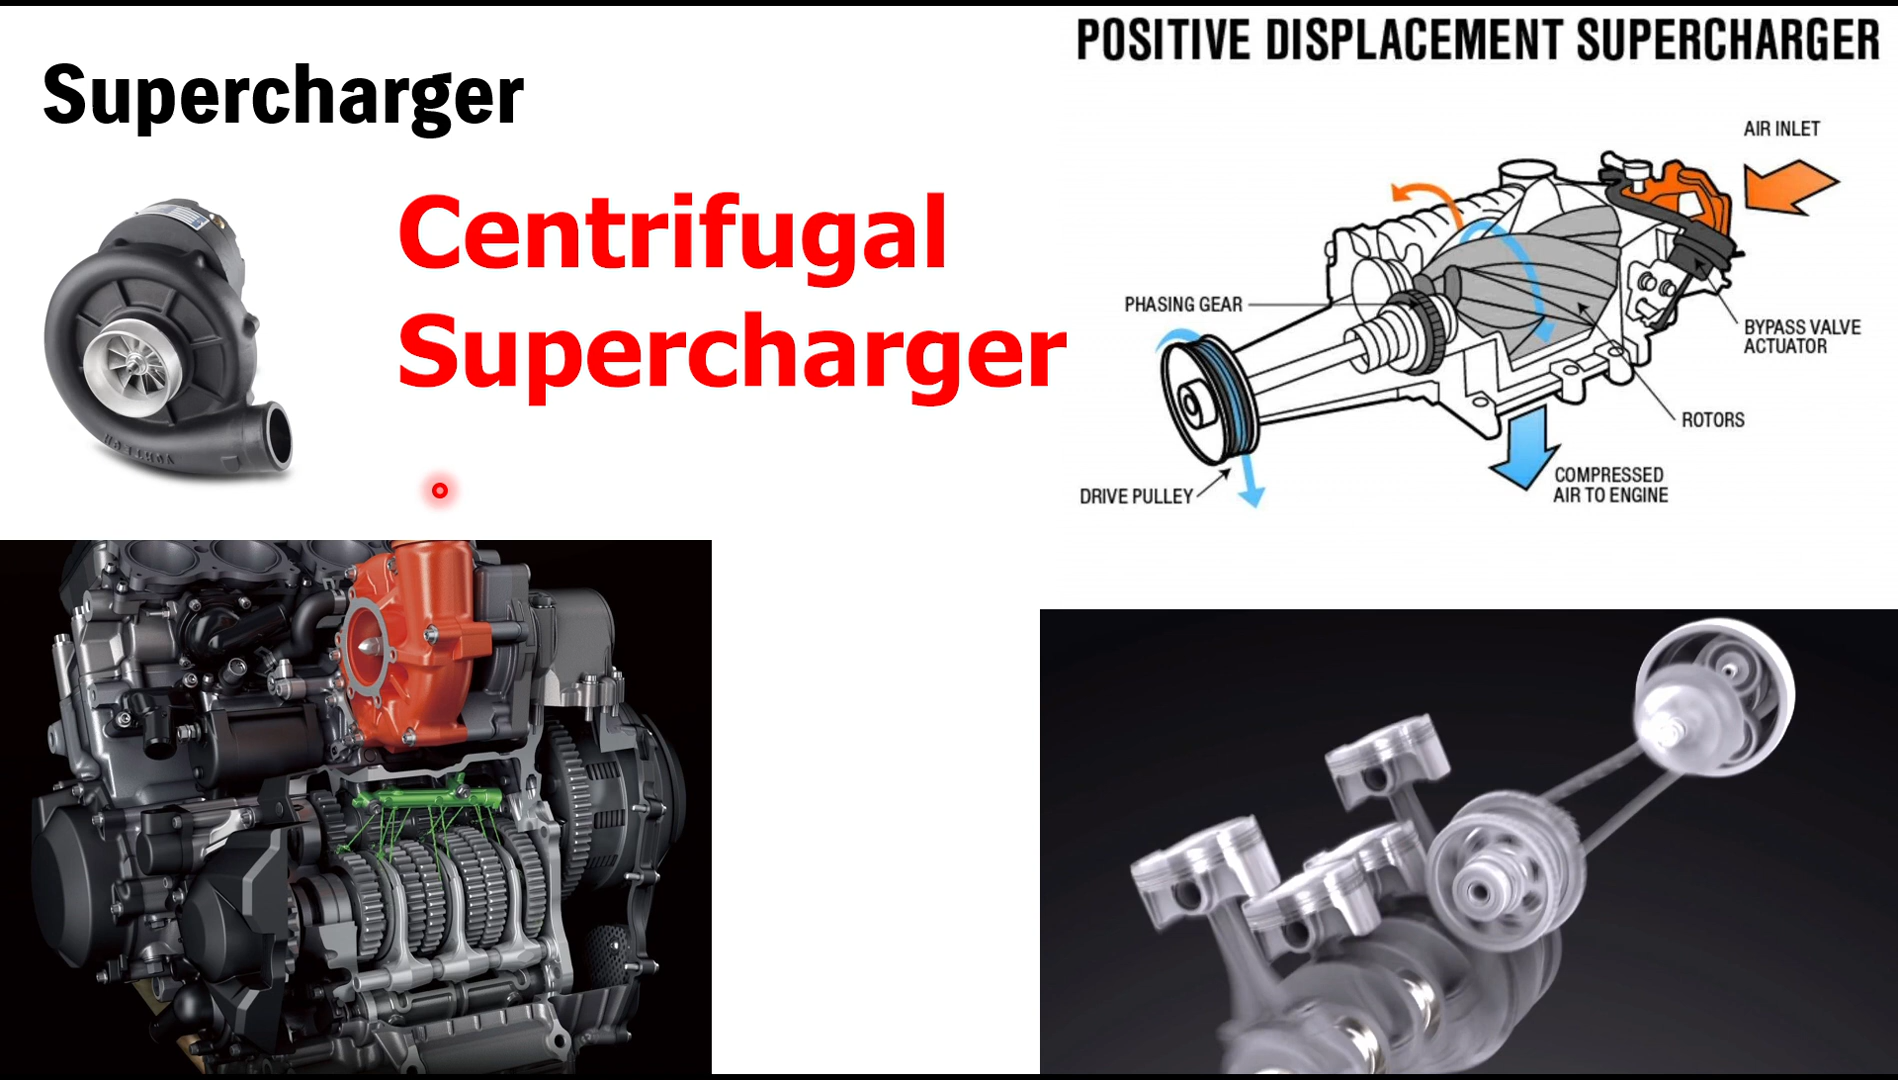 Supercharger
Centrifugal
Supercharger
POSITIVE DISPLACEMENT SUPERCHARGER
AIR INLET
PHASING GEAR
BYPASS VALVE
ACTUATOR
ROTORS
COMPRESSED
AIR TO ENGINE
DRIVE PULLEY